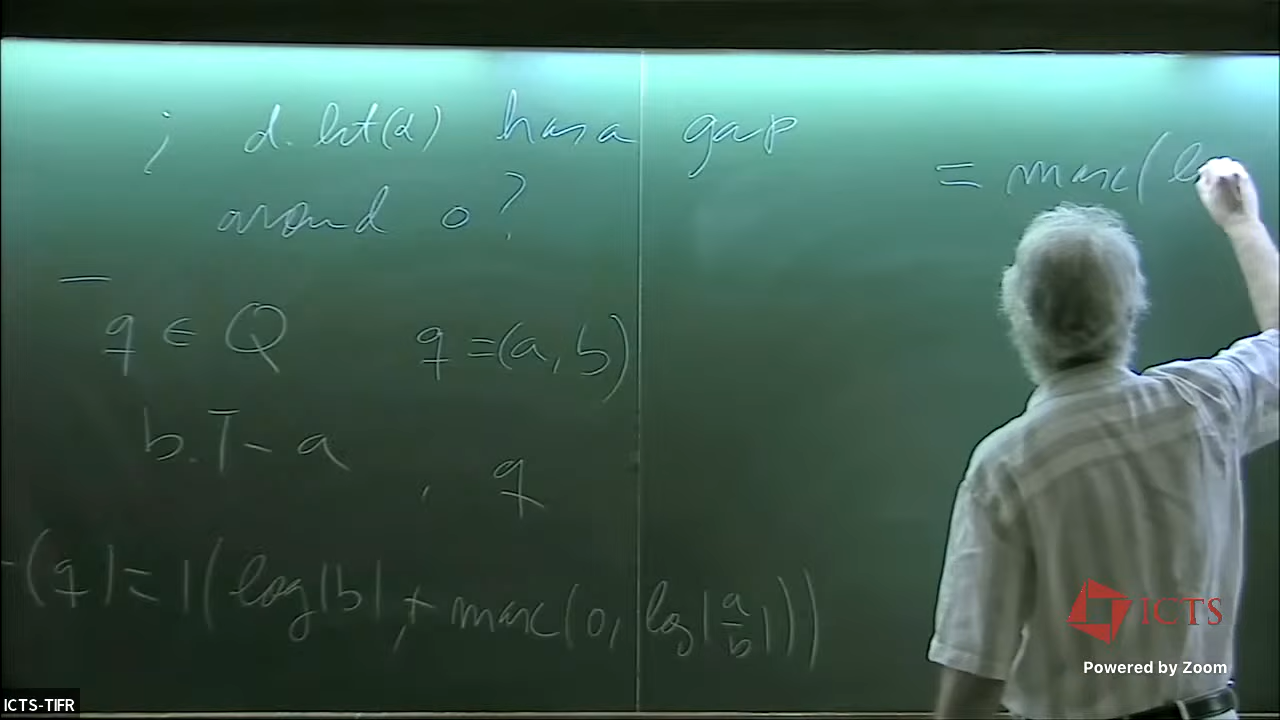 ; d. ht(α) has a gap
around 0 ?
q ∈ Q q = (a, b)
b.T - a , q
(q) = 1 ( log |b| + max (0, log | a/b | ))
= max (
ICTS
Powered by Zoom
ICTS-TIFR